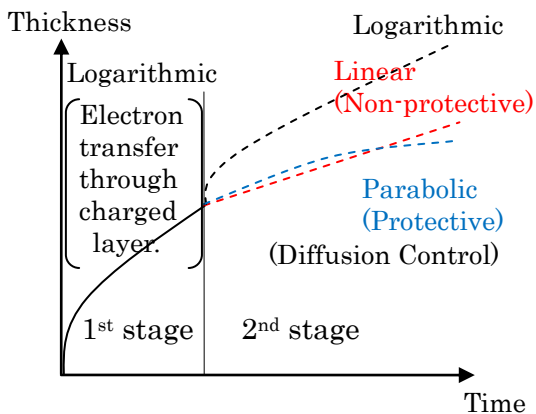 Thickness
Logarithmic
Logarithmic
Linear
(Non-protective)
Electron
transfer
through
charged
layer.
Parabolic
(Protective)
(Diffusion Control)
1st stage
2nd stage
Time